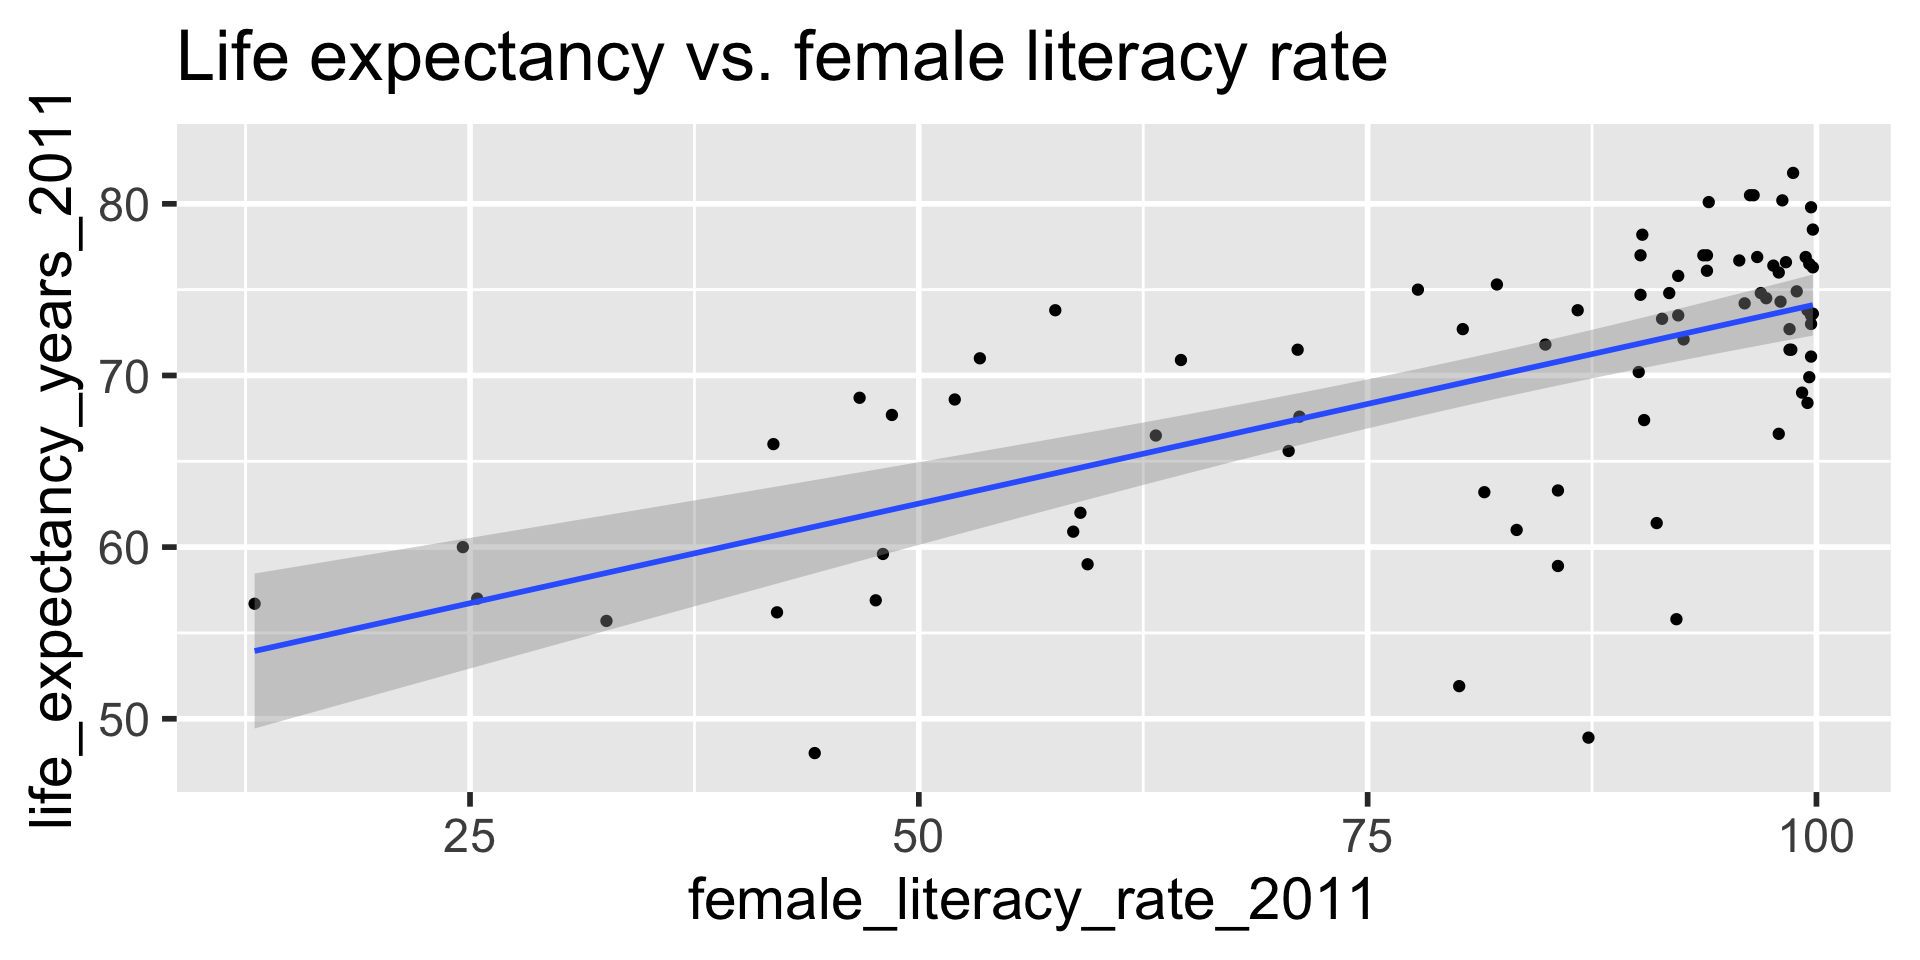 Life expectancy vs. female literacy rate
life_expectancy_years_2011
80
70
60
50
25 50 75 100
female_literacy_rate_2011